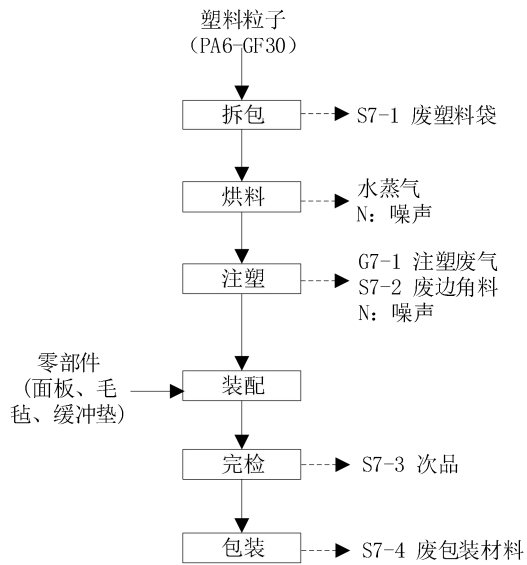 塑料粒子
（PA6-GF30）
拆包
S7-1 废塑料袋
烘料
水蒸气
N：噪声
注塑
G7-1 注塑废气
S7-2 废边角料
N：噪声
零部件
(面板、毛
毡、缓冲垫)
装配
完检
S7-3 次品
包装
S7-4 废包装材料